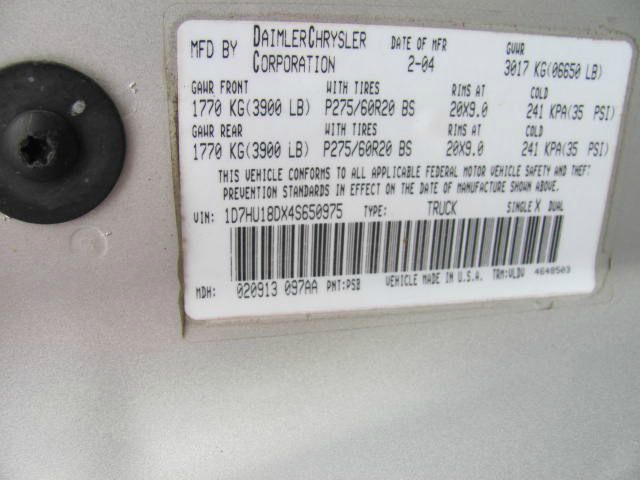 MFD BY DAIMLERCHRYSLER CORPORATION DATE OF MFR 2-04 GVWR 3017 KG(06650 LB)
GAWR FRONT WITH TIRES RIMS AT COLD
1770 KG(3900 LB) P275/60R20 BS 20X9.0 241 KPA(35 PSI)
GAWR REAR WITH TIRES RIMS AT COLD
1770 KG(3900 LB) P275/60R20 BS 20X9.0 241 KPA(35 PSI)
THIS VEHICLE CONFORMS TO ALL APPLICABLE FEDERAL MOTOR VEHICLE SAFETY AND THEFT
PREVENTION STANDARDS IN EFFECT ON THE DATE OF MANUFACTURE SHOWN ABOVE.
VIN: 1D7HU18DX4S650975 TYPE: TRUCK SINGLE X DUAL
MDH: 020913 097AA PNT:PSB VEHICLE MADE IN U.S.A. TRM:VLDV 4648503